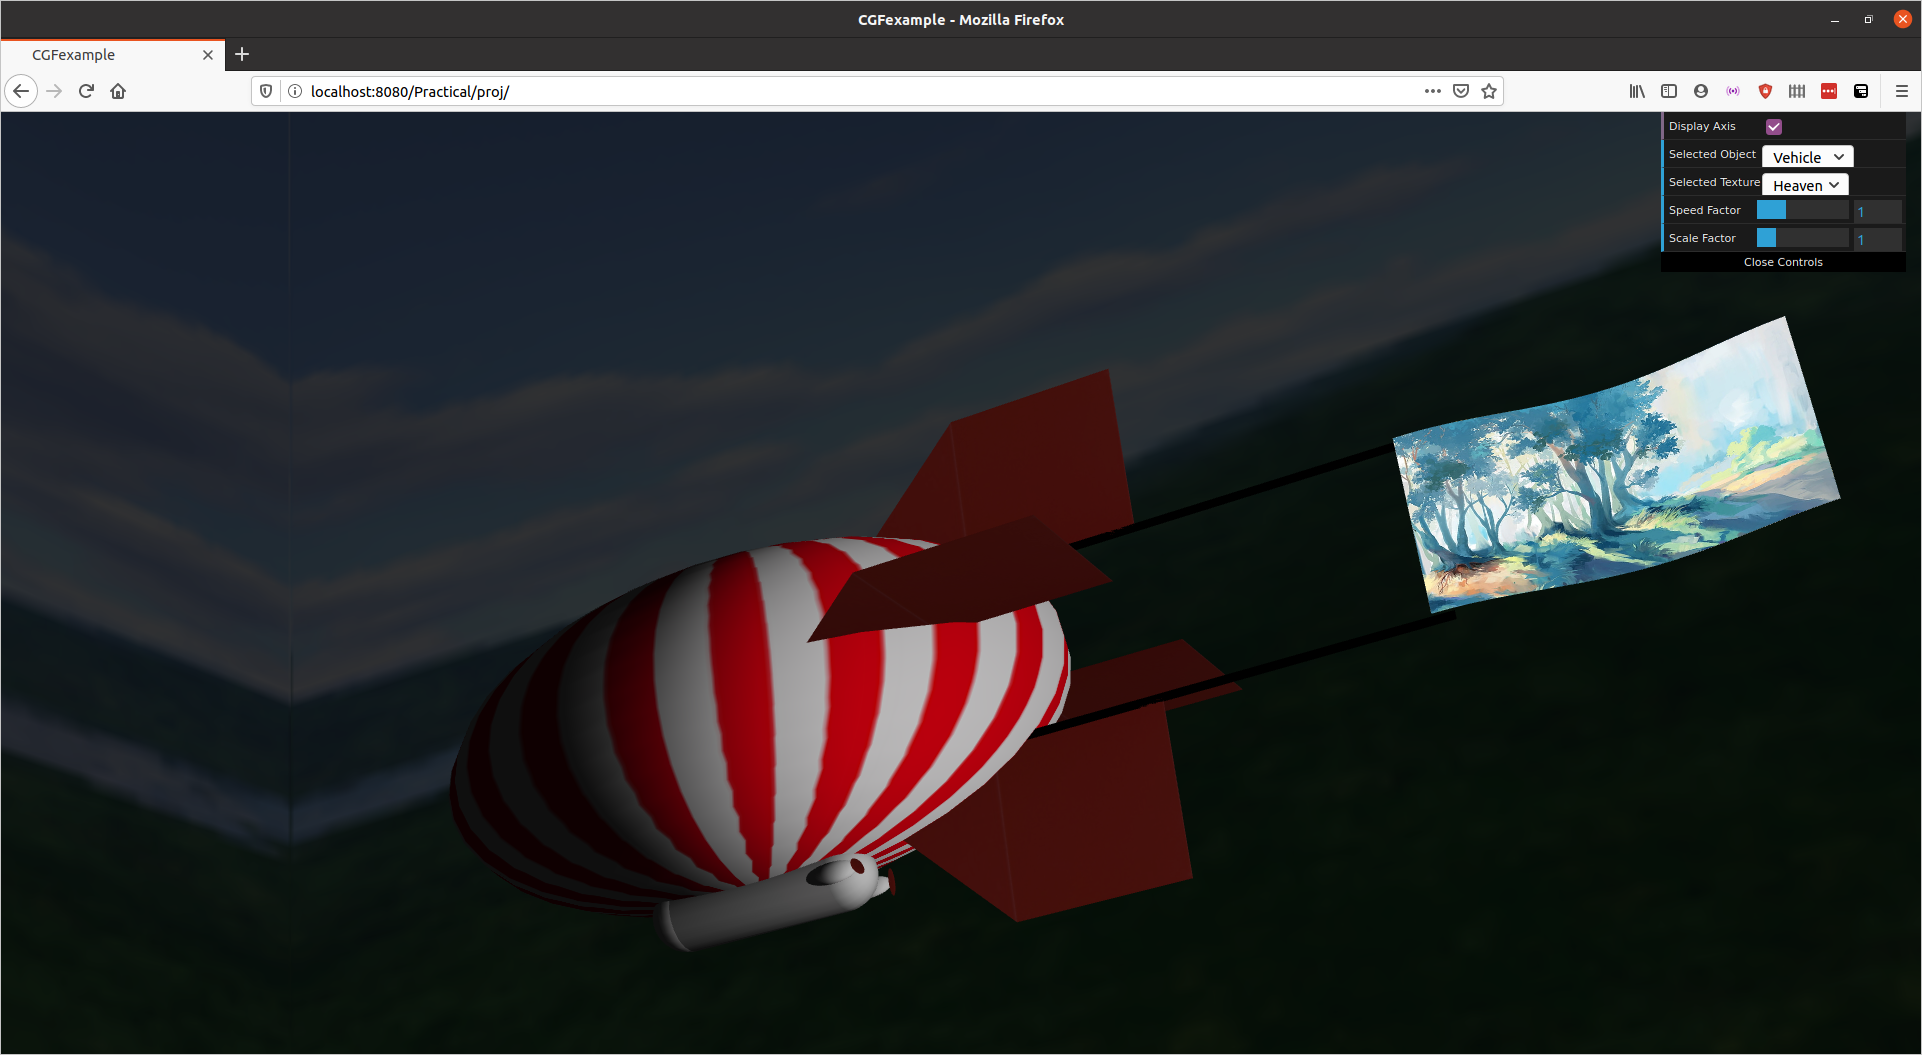 CGFexample - Mozilla Firefox
CGFexample
localhost:8080/Practical/proj/
Display Axis
Selected Object Vehicle
Selected Texture Heaven
Speed Factor 1
Scale Factor 1
Close Controls